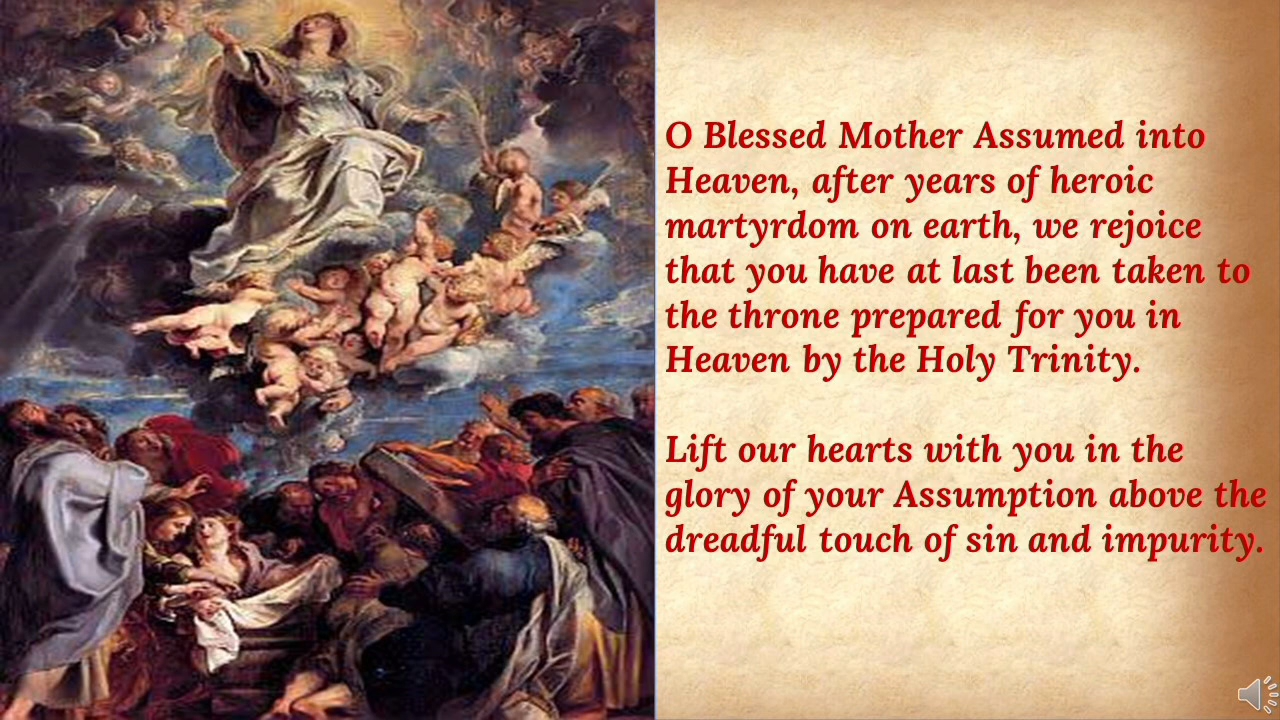 O Blessed Mother Assumed into
Heaven, after years of heroic
martyrdom on earth, we rejoice
that you have at last been taken to
the throne prepared for you in
Heaven by the Holy Trinity.
Lift our hearts with you in the
glory of your Assumption above the
dreadful touch of sin and impurity.